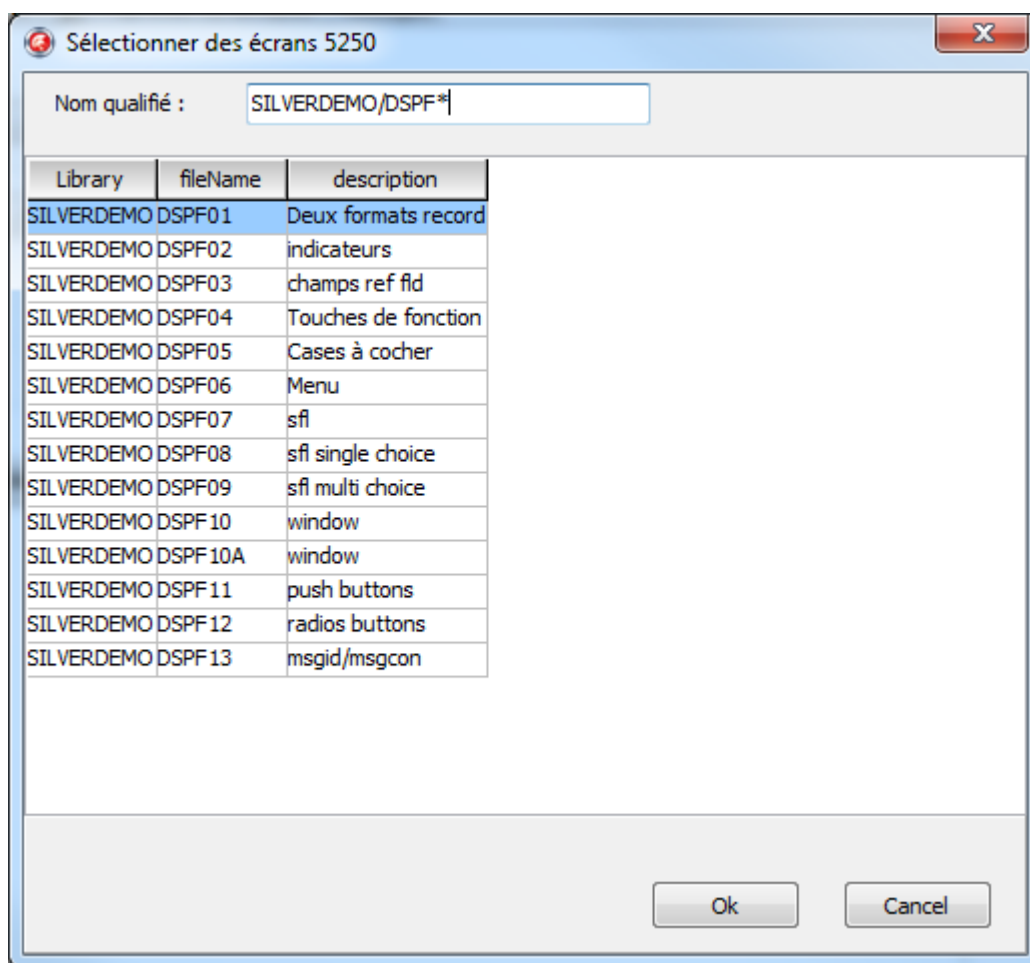 Sélectionner des écrans 5250
Nom qualifié : SILVERDEMO/DSPF*
Library fileName description
SILVERDEMO DSPF01 Deux formats record
SILVERDEMO DSPF02 indicateurs
SILVERDEMO DSPF03 champs ref fld
SILVERDEMO DSPF04 Touches de fonction
SILVERDEMO DSPF05 Cases à cocher
SILVERDEMO DSPF06 Menu
SILVERDEMO DSPF07 sfl
SILVERDEMO DSPF08 sfl single choice
SILVERDEMO DSPF09 sfl multi choice
SILVERDEMO DSPF10 window
SILVERDEMO DSPF10A window
SILVERDEMO DSPF11 push buttons
SILVERDEMO DSPF12 radios buttons
SILVERDEMO DSPF13 msgid/msgcon
Ok Cancel